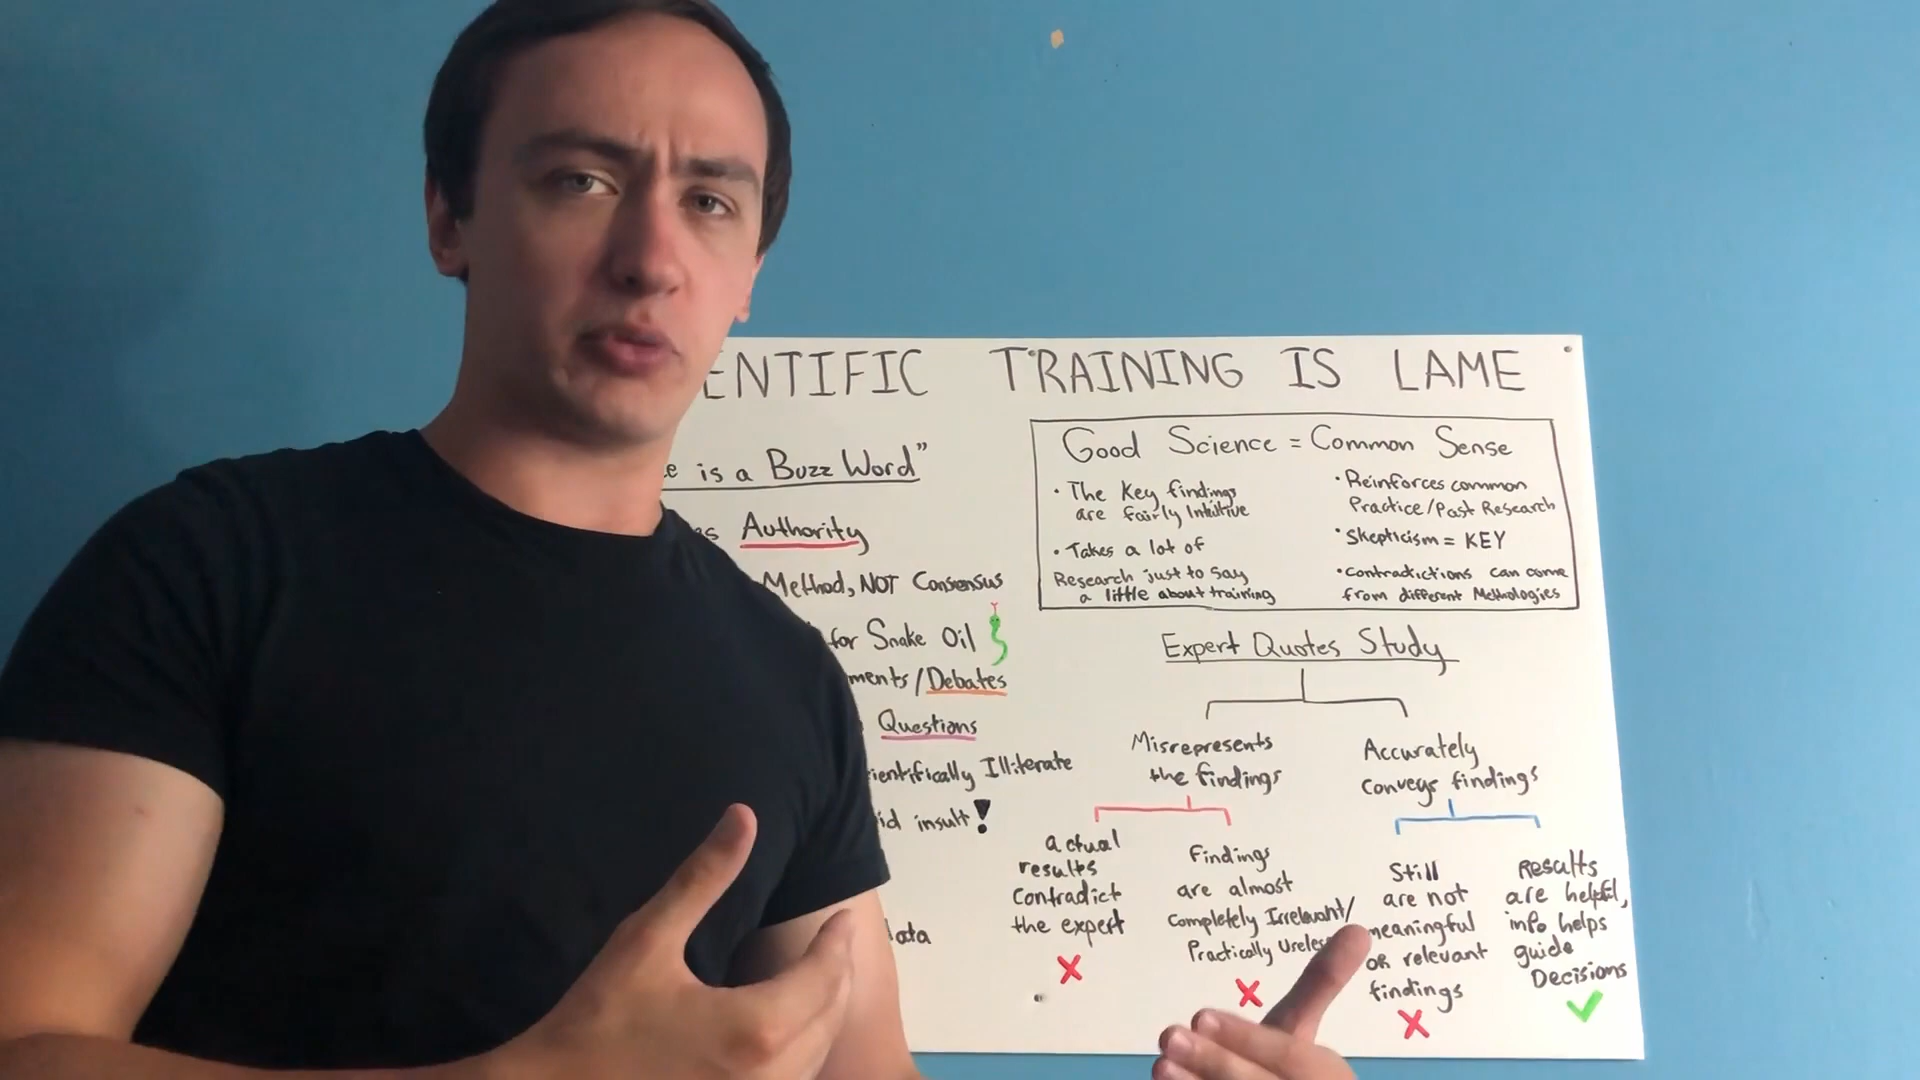 ENTIFIC TRAINING IS LAME
is a Buzz Word"
Authority
Method, NOT Consensus
for Snake Oil
ments/Debates
Questions
ientifically Illiterate
id insult!
data
Good Science = Common Sense
• The Key findings
are fairly Intuitive
• Takes a lot of
Research just to say
a little about training
• Reinforces common
Practice/Past Research
• Skepticism = KEY
• Contradictions can come
from different Methologies
Expert Quotes Study
Misrepresents
the findings
Accurately
conveys findings
actual
results
Contradict
the expert
Findings
are almost
Completely Irrelevant/
Practically Useless
Still
are not
meaningful
or relevant
findings
Results
are helpful,
info helps
guide
Decisions